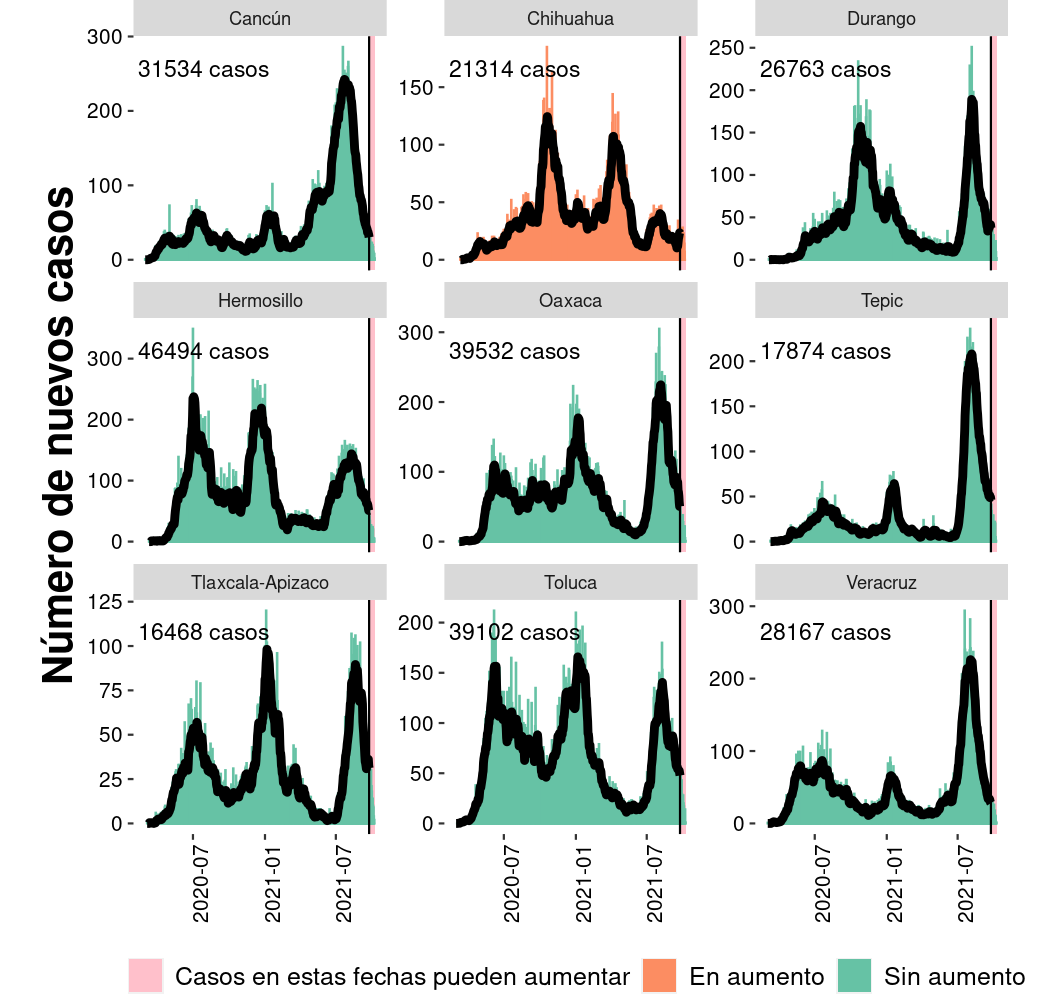 Número de nuevos casos
Cancún
Chihuahua
Durango
300
200
100
0
31534 casos
150
100
50
0
21314 casos
250
200
150
100
50
0
26763 casos
Hermosillo
Oaxaca
Tepic
300
200
100
0
46494 casos
300
200
100
0
39532 casos
200
150
100
50
0
17874 casos
Tlaxcala-Apizaco
Toluca
Veracruz
125
100
75
50
25
0
16468 casos
200
150
100
50
0
39102 casos
300
200
100
0
28167 casos
2020-07
2021-01
2021-07
2020-07
2021-01
2021-07
2020-07
2021-01
2021-07
Casos en estas fechas pueden aumentar
En aumento
Sin aumento